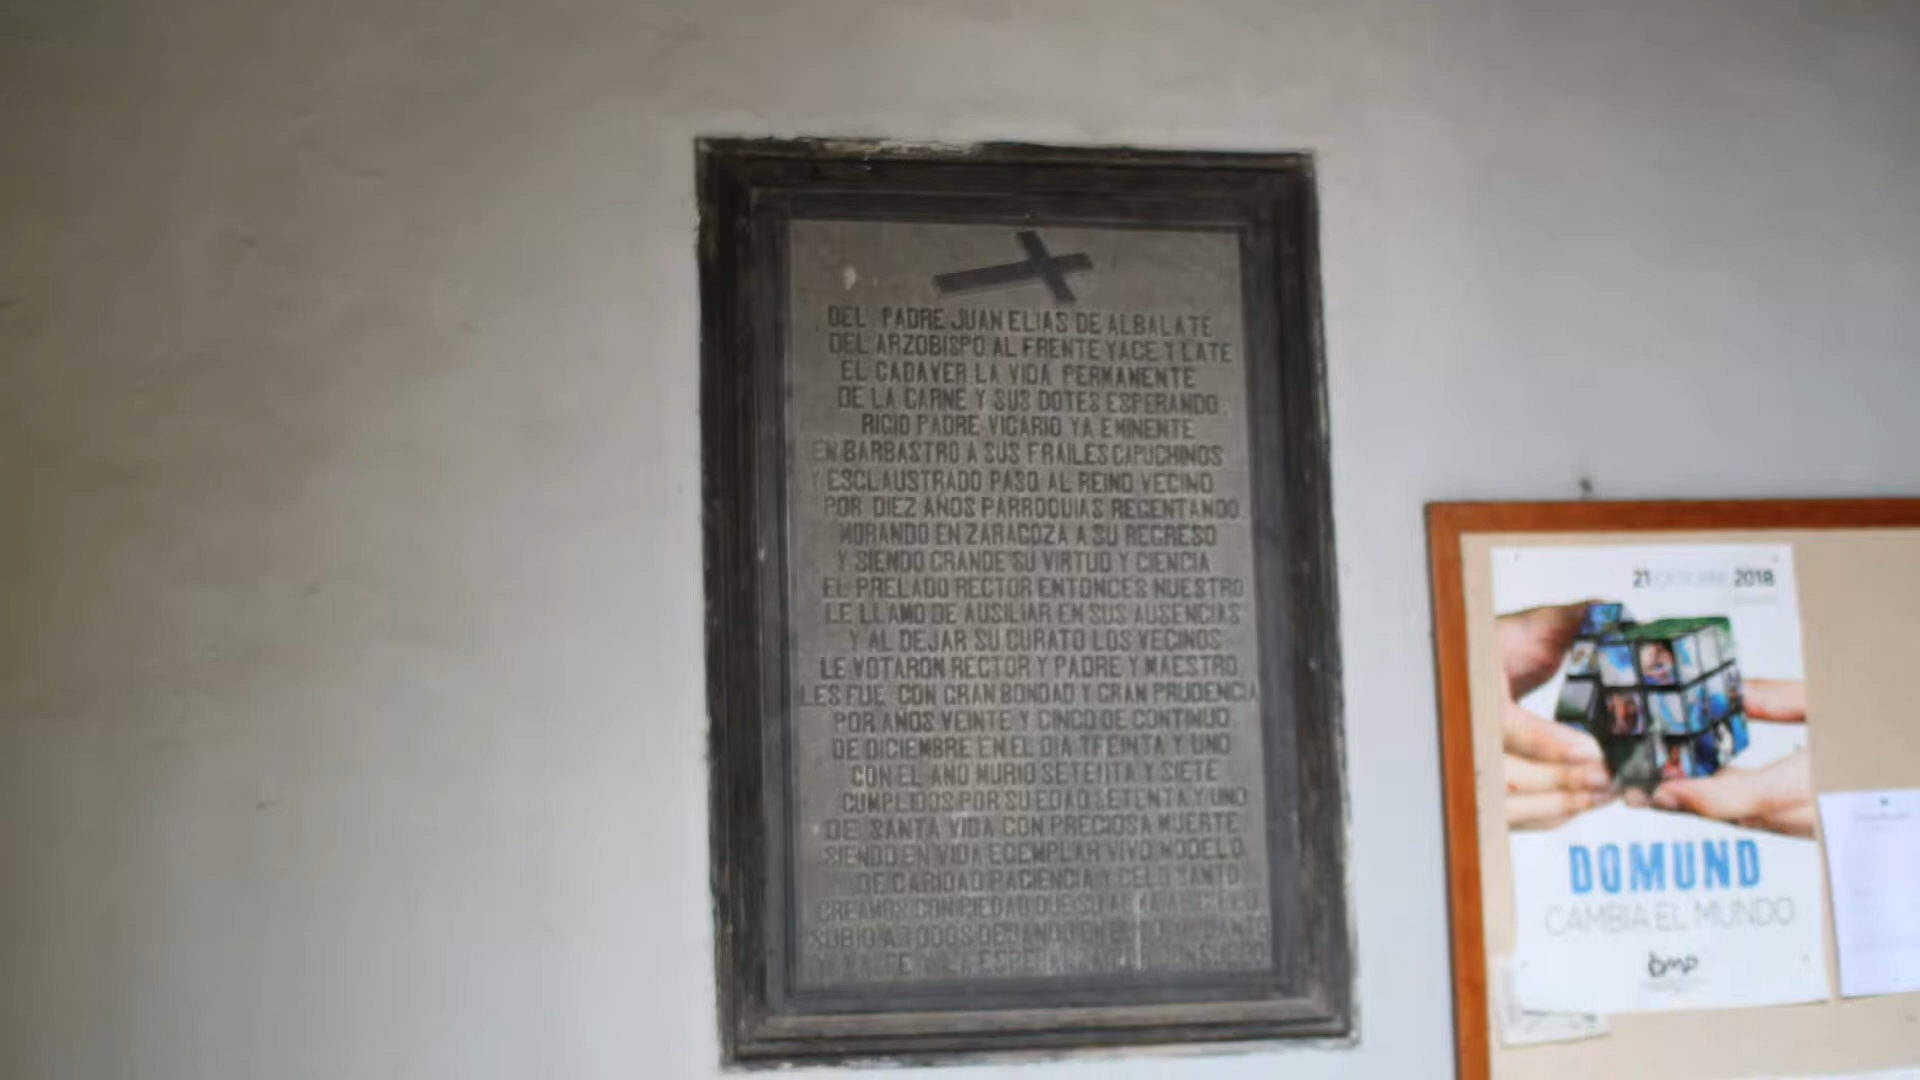 DEL PADRE JUAN ELIAS DE ALBALATE
DEL ARZOBISPO AL FRENTE YACE Y LATE
EL CADAVER LA VIDA PERMANENTE
DE LA CARNE Y SUS DOTES ESPERANDO.
RIGIO PADRE VICARIO YA EMINENTE
EN BARBASTRO A SUS FRAILES CAPUCHINOS
Y ESCLAUSTRADO PASO AL REINO VECINO
POR DIEZ AÑOS PARROQUIAS REGENTANDO
MORANDO EN ZARAGOZA A SU REGRESO
Y SIENDO GRANDE SU VIRTUD Y CIENCIA
EL PRELADO RECTOR ENTONCES NUESTRO
LE LLAMO DE AUSILIAR EN SUS AUSENCIAS
Y AL DEJAR SU CURATO LOS VECINOS
LE VOTARON RECTOR Y PADRE Y MAESTRO
LES FUE CON GRAN BONDAD Y GRAN PRUDENCIA
POR AÑOS VEINTE Y CINCO DE CONTINUO
DE DICIEMBRE EN EL DIA TREINTA Y UNO
CON EL AÑO MURIO SETENTA Y SIETE
CUMPLIDOS POR SU EDAD SETENTA Y UNO
DE SANTA VIDA CON PRECIOSA MUERTE
SIENDO EN VIDA EGEMPLAR VIVO MODELO
DE CARIDAD PACIENCIA Y CELO SANTO
CREAMOS CON PIEDAD QUE SU ALMA AL CIELO
SUBIO A TODOS DEJANDO EN
21 OCTUBRE 2018
DOMUND
CAMBIA EL MUNDO
omp